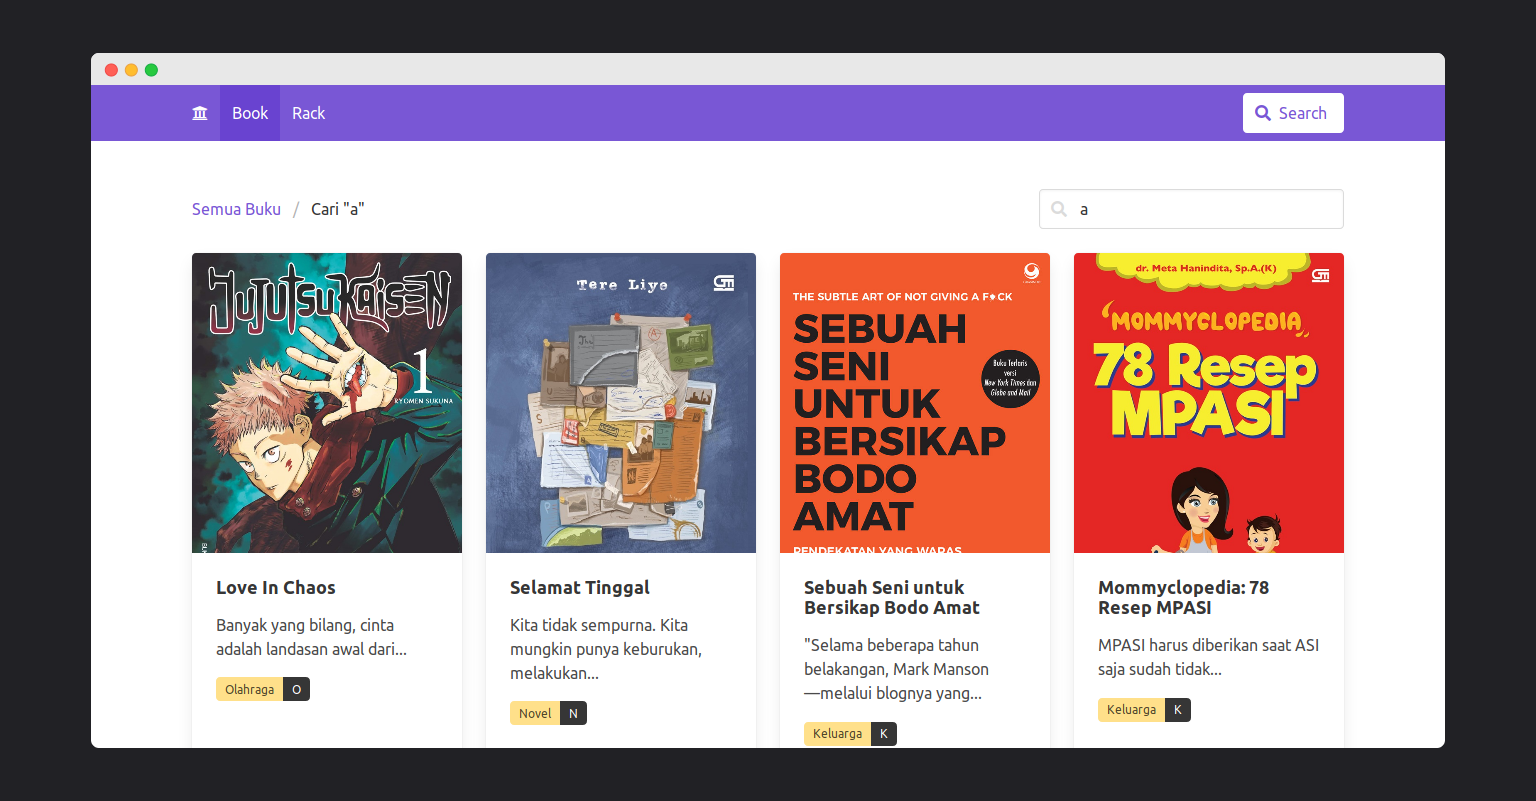 Book
Rack
Search
Semua Buku / Cari "a"
a
JUJUTSU KAISEN
1
RYOMEN SUKUNA
Tere Liye
THE SUBTLE ART OF NOT GIVING A F*CK
SEBUAH
SENI
UNTUK
BERSIKAP
BODO
AMAT
PENDEKATAN YANG WARAS
Buku Terlaris
versi
New York Times dan
Globe and Mail
dr. Meta Hanindita, Sp.A.(K)
"MOMMYCLOPEDIA"
78 Resep
MPASI
Love In Chaos
Banyak yang bilang, cinta
adalah landasan awal dari...
Olahraga O
Selamat Tinggal
Kita tidak sempurna. Kita
mungkin punya keburukan,
melakukan...
Novel N
Sebuah Seni untuk
Bersikap Bodo Amat
"Selama beberapa tahun
belakangan, Mark Manson
—melalui blognya yang...
Keluarga K
Mommyclopedia: 78
Resep MPASI
MPASI harus diberikan saat ASI
saja sudah tidak...
Keluarga K